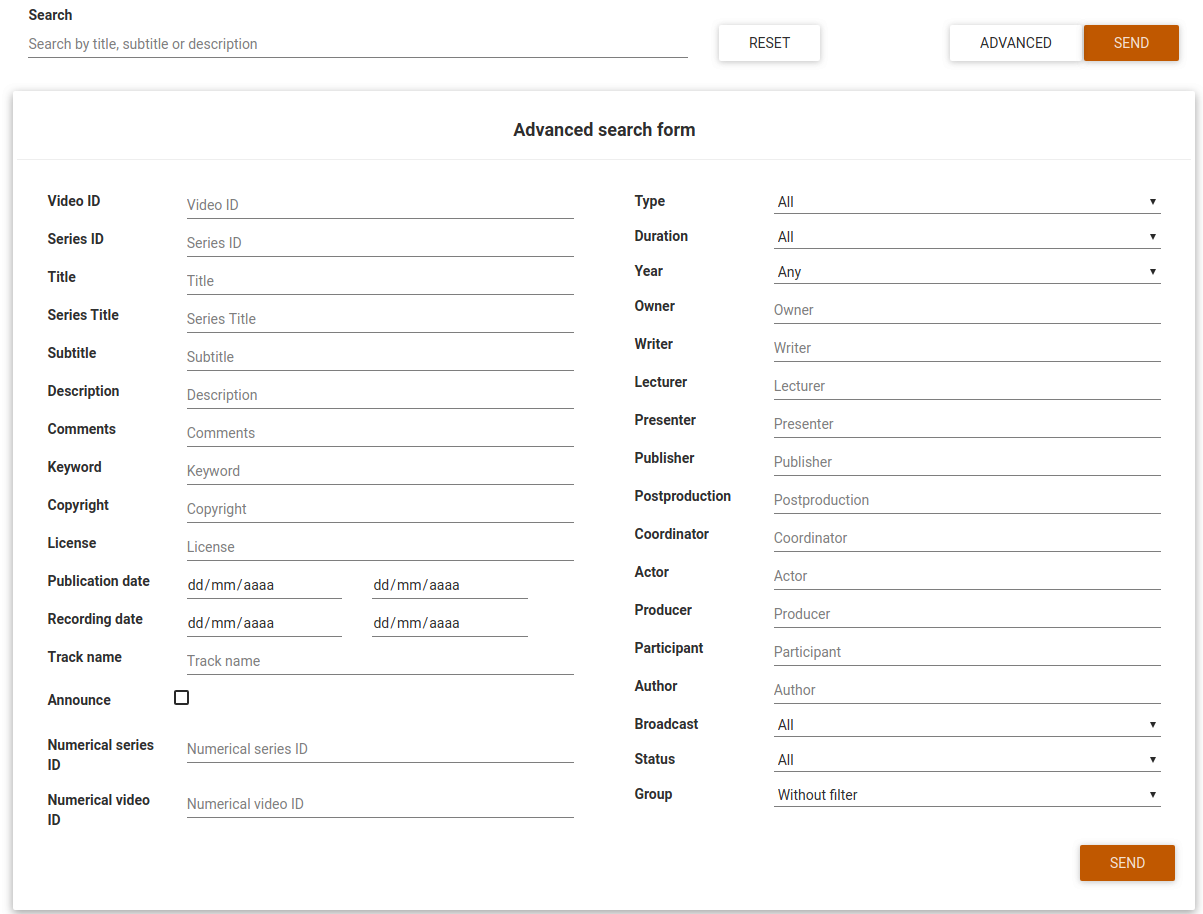 Search
Search by title, subtitle or description
RESET
ADVANCED
SEND
Advanced search form
Video ID
Video ID
Series ID
Series ID
Title
Title
Series Title
Series Title
Subtitle
Subtitle
Description
Description
Comments
Comments
Keyword
Keyword
Copyright
Copyright
License
License
Publication date
dd/mm/aaaa
dd/mm/aaaa
Recording date
dd/mm/aaaa
dd/mm/aaaa
Track name
Track name
Announce
Numerical series
ID
Numerical series ID
Numerical video
ID
Numerical video ID
Type
All
Duration
All
Year
Any
Owner
Owner
Writer
Writer
Lecturer
Lecturer
Presenter
Presenter
Publisher
Publisher
Postproduction
Postproduction
Coordinator
Coordinator
Actor
Actor
Producer
Producer
Participant
Participant
Author
Author
Broadcast
All
Status
All
Group
Without filter
SEND